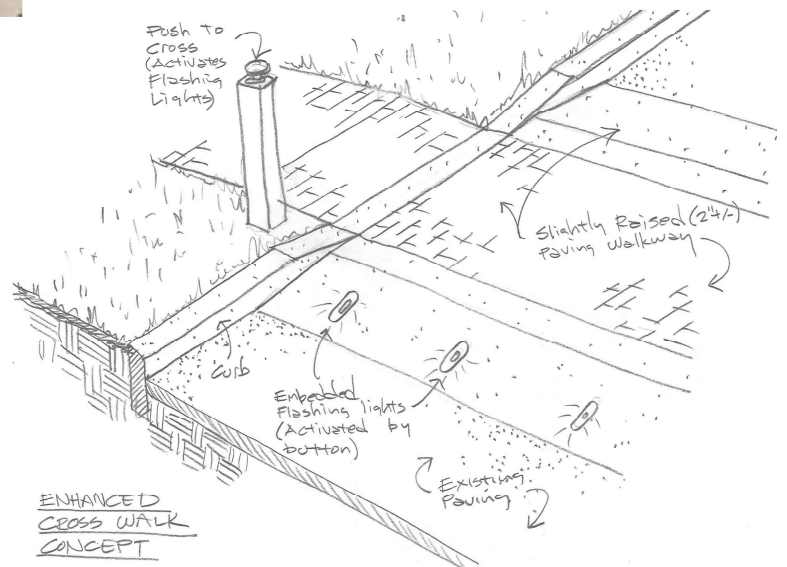 Push to
Cross
(Activates
Flashing
Lights)
Slightly Raised (2"+/-)
Paving Walkway
Curb
Embedded
Flashing lights
(Activated by
button)
Existing
Paving
ENHANCED
CROSS WALK
CONCEPT